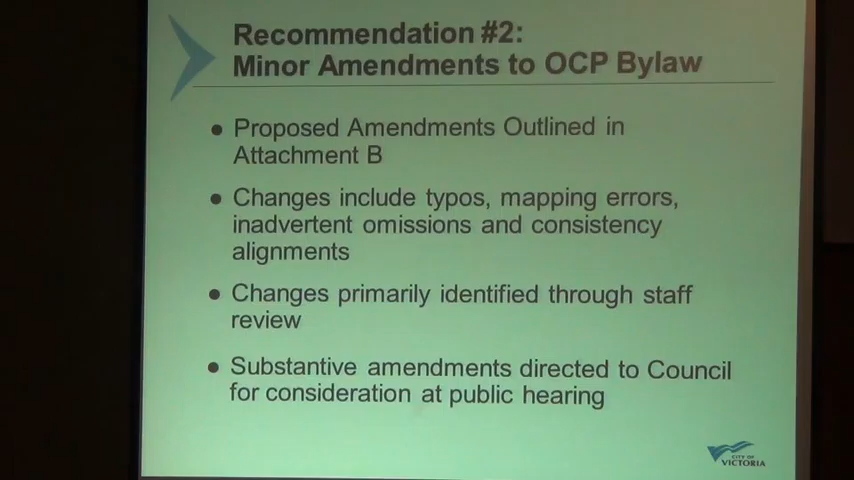 Recommendation #2:
Minor Amendments to OCP Bylaw
● Proposed Amendments Outlined in
Attachment B
● Changes include typos, mapping errors,
inadvertent omissions and consistency
alignments
● Changes primarily identified through staff
review
● Substantive amendments directed to Council
for consideration at public hearing
CITY OF
VICTORIA